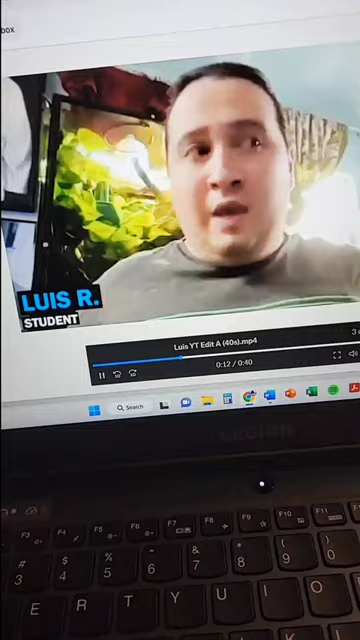 box
LUIS R.
STUDENT
Luis YT Edit A (40s).mp4
0:12 / 0:40
Search
LEGION
F3 F4 F5 F6 F7 F8 F9 F10 F11
# $ % ^ & * ( )
3 4 5 6 7 8 9 0
E R T Y U I O